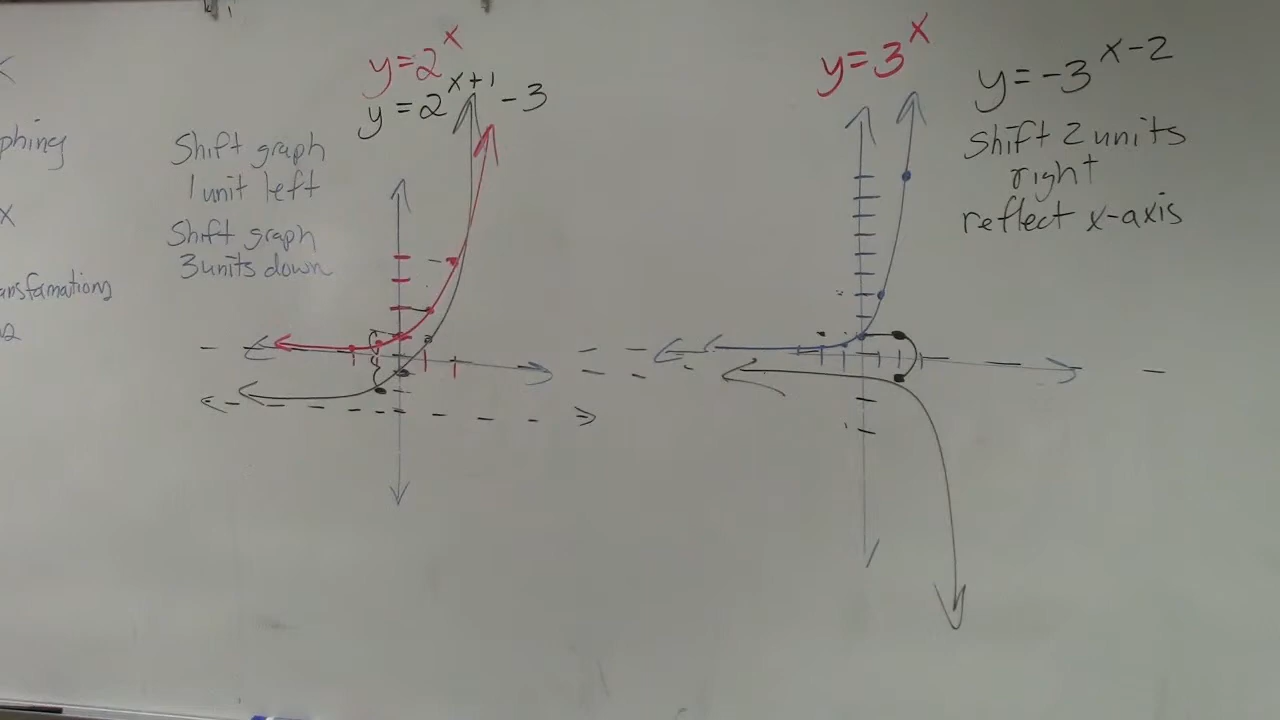 y=2^x
y=2^(x+1) -3
Shift graph
1 unit left
Shift graph
3 units down
y=3^x
y=-3^(x-2)
Shift 2 units
right
reflect x-axis
phing
x
ansfamations